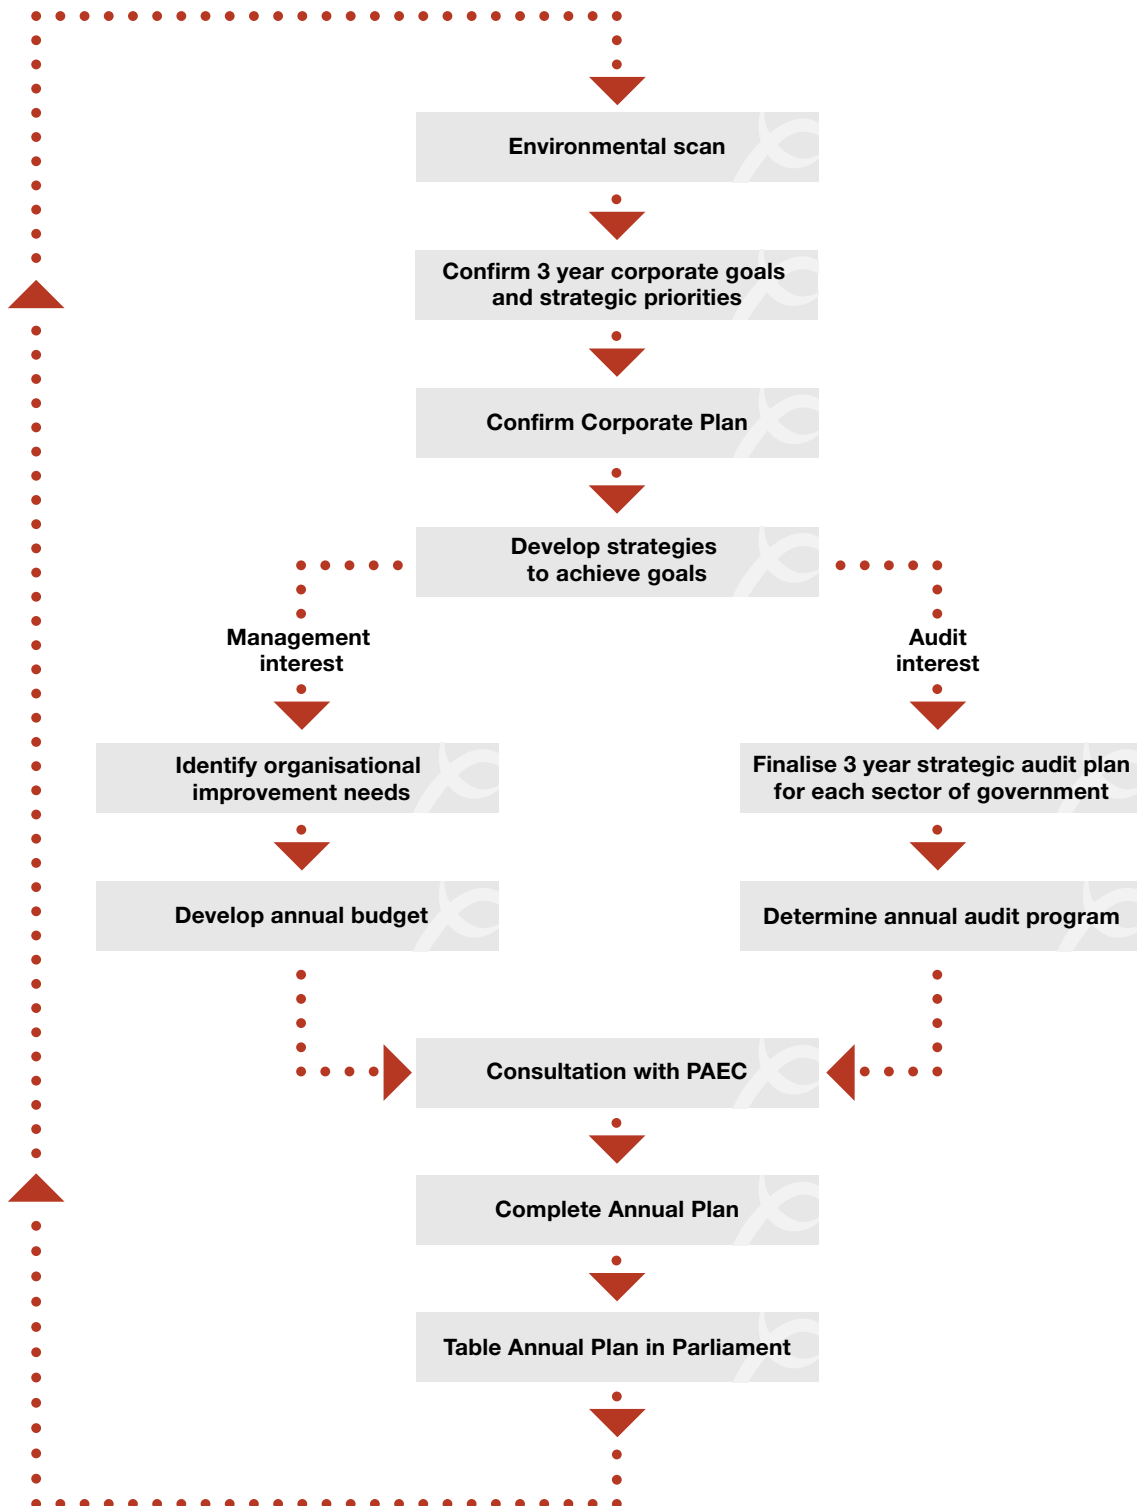 Environmental scan
Confirm 3 year corporate goals
and strategic priorities
Confirm Corporate Plan
Develop strategies
to achieve goals
Management
interest
Audit
interest
Identify organisational
improvement needs
Finalise 3 year strategic audit plan
for each sector of government
Develop annual budget
Determine annual audit program
Consultation with PAEC
Complete Annual Plan
Table Annual Plan in Parliament